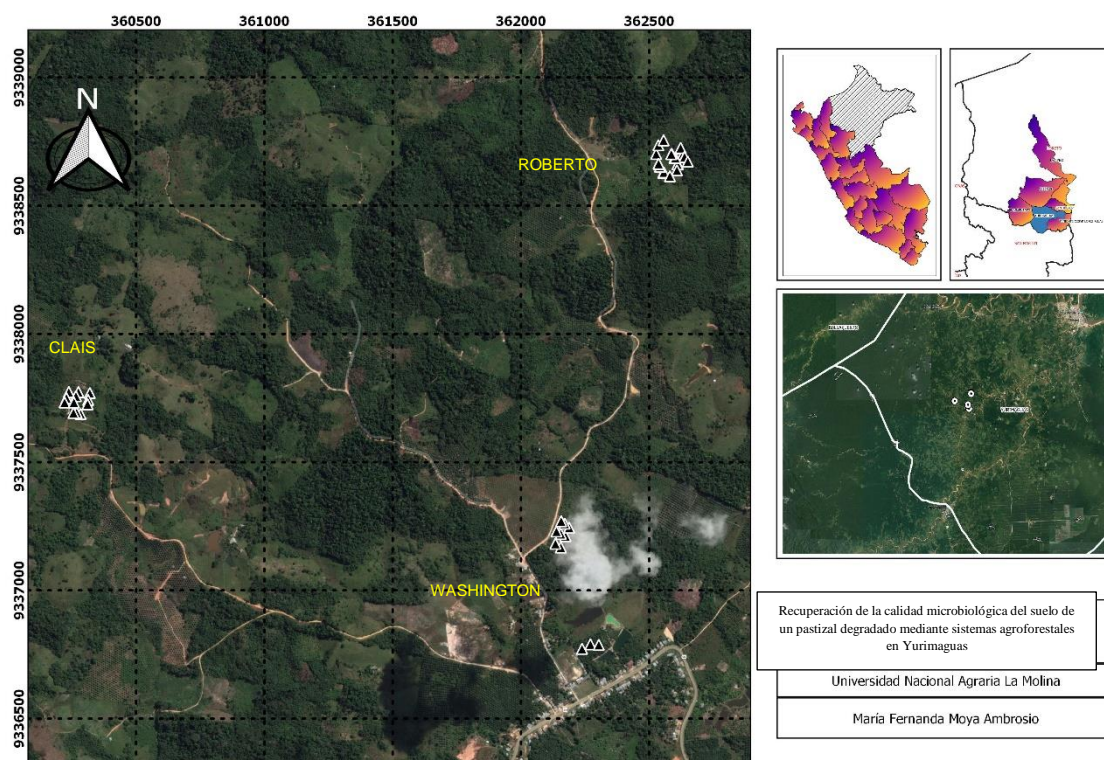 360500 361000 361500 362000 362500
9339000
9338500
9338000
9337500
9337000
9336500
N
ROBERTO
CLAIS
WASHINGTON
Recuperación de la calidad microbiológica del suelo de
un pastizal degradado mediante sistemas agroforestales
en Yurimaguas
Universidad Nacional Agraria La Molina
María Fernanda Moya Ambrosio